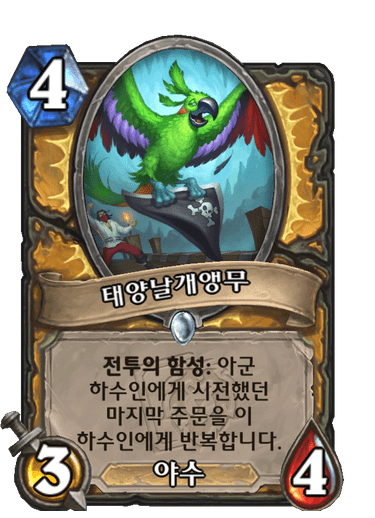 4
태양날개앵무
전투의 함성: 아군
하수인에게 시전했던
마지막 주문을 이
하수인에게 반복합니다.
3
야수
4